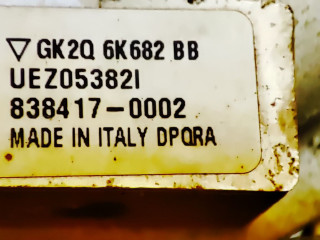 ▽ GK2Q 6K682 BB
UEZ05382I
838417-0002
MADE IN ITALY DPQRA